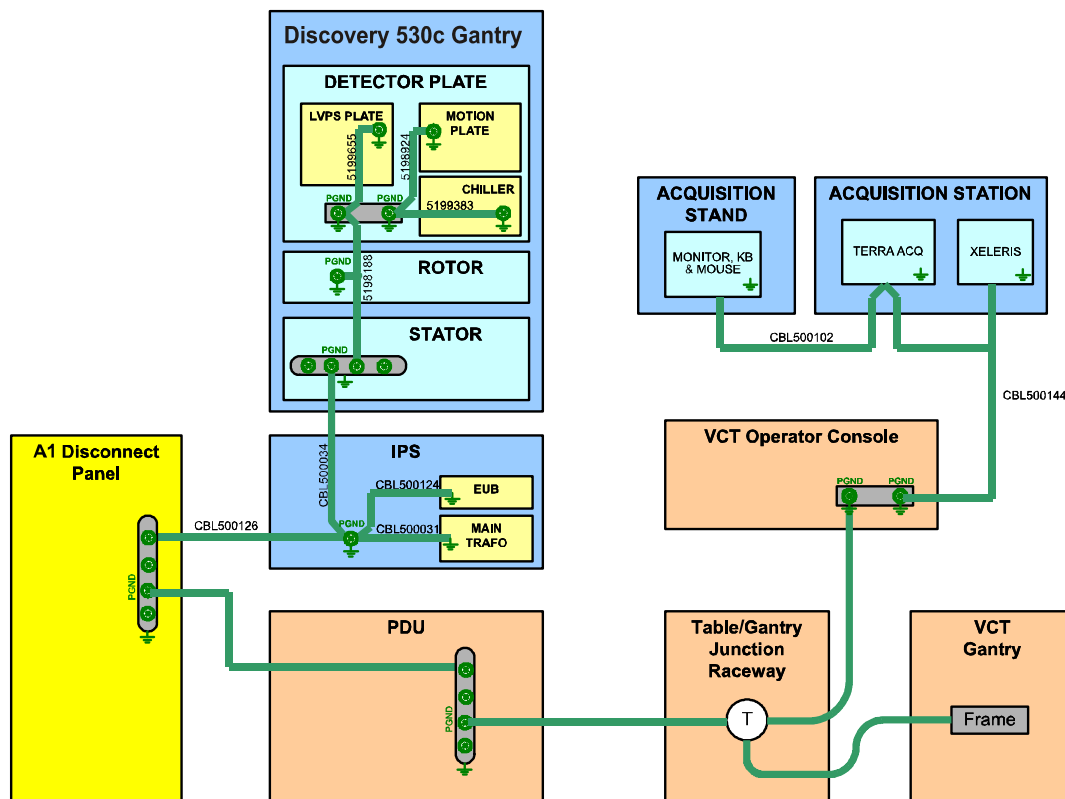 Discovery 530c Gantry
DETECTOR PLATE
LVPS PLATE
MOTION
PLATE
5199655
5198924
CHILLER
PGND
PGND
5199383
PGND
ROTOR
5198188
STATOR
PGND
ACQUISITION
STAND
MONITOR, KB
& MOUSE
ACQUISITION STATION
TERRA ACQ
XELERIS
CBL500102
CBL500144
VCT Operator Console
PGND
PGND
A1 Disconnect
Panel
PGND
CBL500126
IPS
CBL500034
CBL500124
EUB
PGND
CBL500031
MAIN
TRAFO
PDU
PGND
Table/Gantry
Junction
Raceway
T
VCT
Gantry
Frame